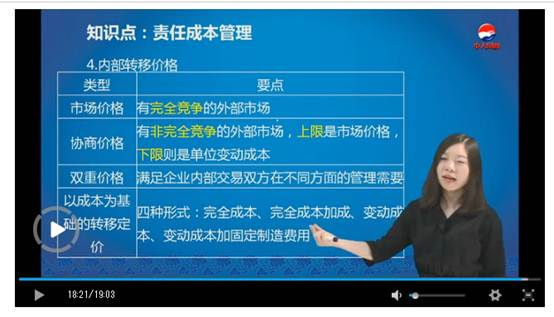 知识点：责任成本管理
4.内部转移价格
类型 要点
市场价格 有完全竞争的外部市场
协商价格 有非完全竞争的外部市场，上限是市场价格，
下限则是单位变动成本
双重价格 满足企业内部交易双方在不同方面的管理需要
以成本为基
础的转移定
价
四种形式：完全成本、完全成本加成、变动成
本、变动成本加固定制造费用
18:21/19:03